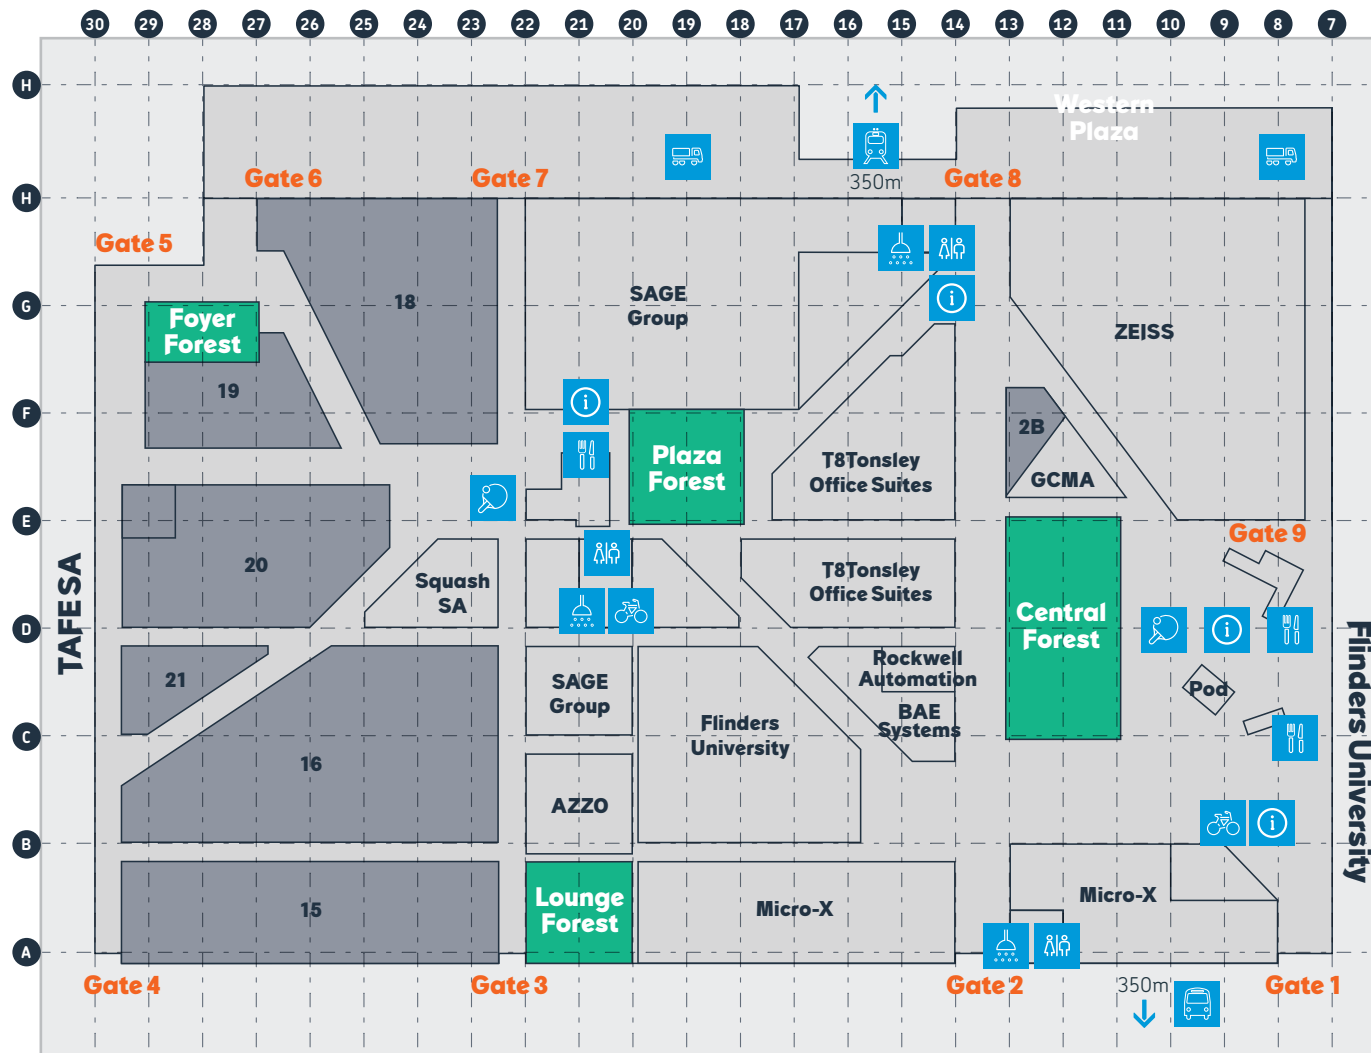 30 29 28 27 26 25 24 23 22 21 20 19 18 17 16 15 14 13 12 11 10 9 8 7
H
Western
Plaza
350m
Gate 6
Gate 7
Gate 8
H
Gate 5
G
Foyer
Forest
18
SAGE
Group
i
ZEISS
19
F
i
2B
Plaza
Forest
T8Tonsley
Office Suites
GCMA
E
Gate 9
20
Squash
SA
T8Tonsley
Office Suites
Central
Forest
i
D
TAFE SA
Flinders University
21
SAGE
Group
Rockwell
Automation
Pod
BAE
Systems
Flinders
University
C
16
AZZO
i
B
15
Lounge
Forest
Micro-X
Micro-X
A
Gate 4
Gate 3
Gate 2
350m
Gate 1